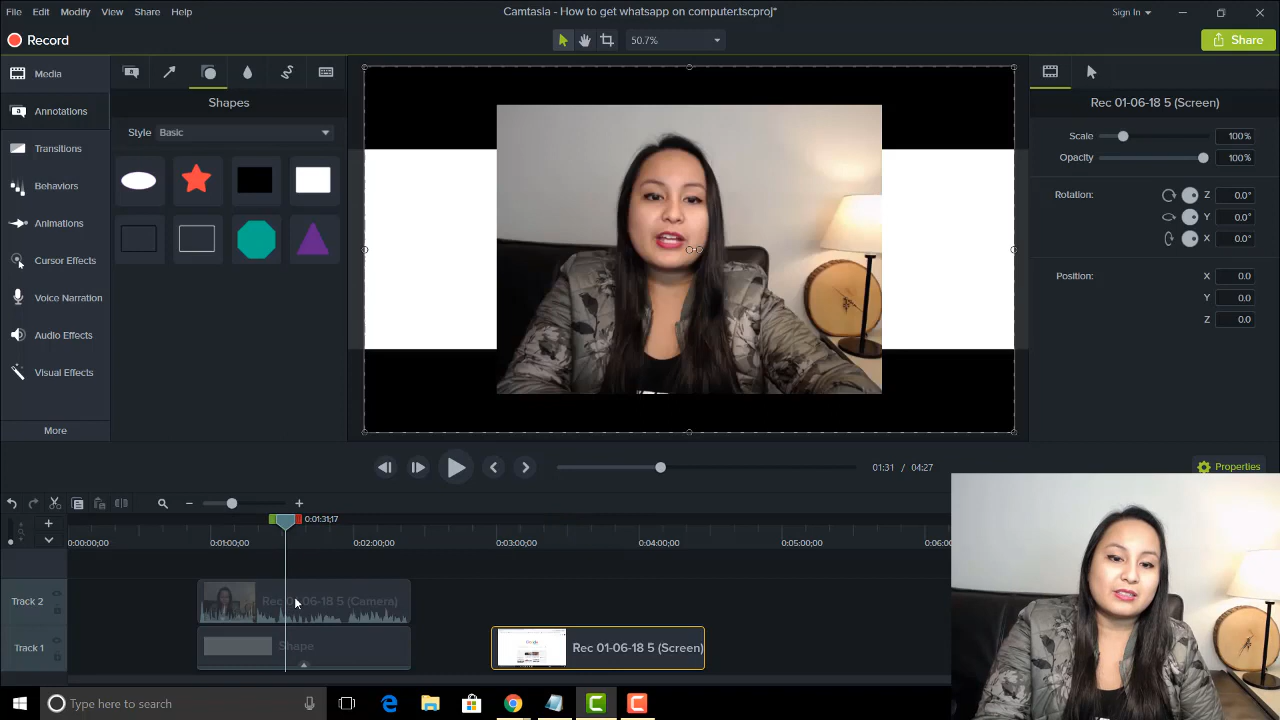 File Edit Modify View Share Help
Camtasia - How to get whatsapp on computer.tscproj*
Sign In
Record
50.7%
Share
Media
Annotations
Transitions
Behaviors
Animations
Cursor Effects
Voice Narration
Audio Effects
Visual Effects
More
Shapes
Style Basic
Rec 01-06-18 5 (Screen)
Scale 100%
Opacity 100%
Rotation: Z 0.0°
Y 0.0°
X 0.0°
Position: X 0.0
Y 0.0
Z 0.0
01:31 / 04:27
Properties
0:01:31;17
0:00:00;00 0:01:00;00 0:02:00;00 0:03:00;00 0:04:00;00 0:05:00;00
Track 2
Rec 01-06-18 5 (Camera)
Track 1
Shape
Rec 01-06-18 5 (Screen)
Type here to search